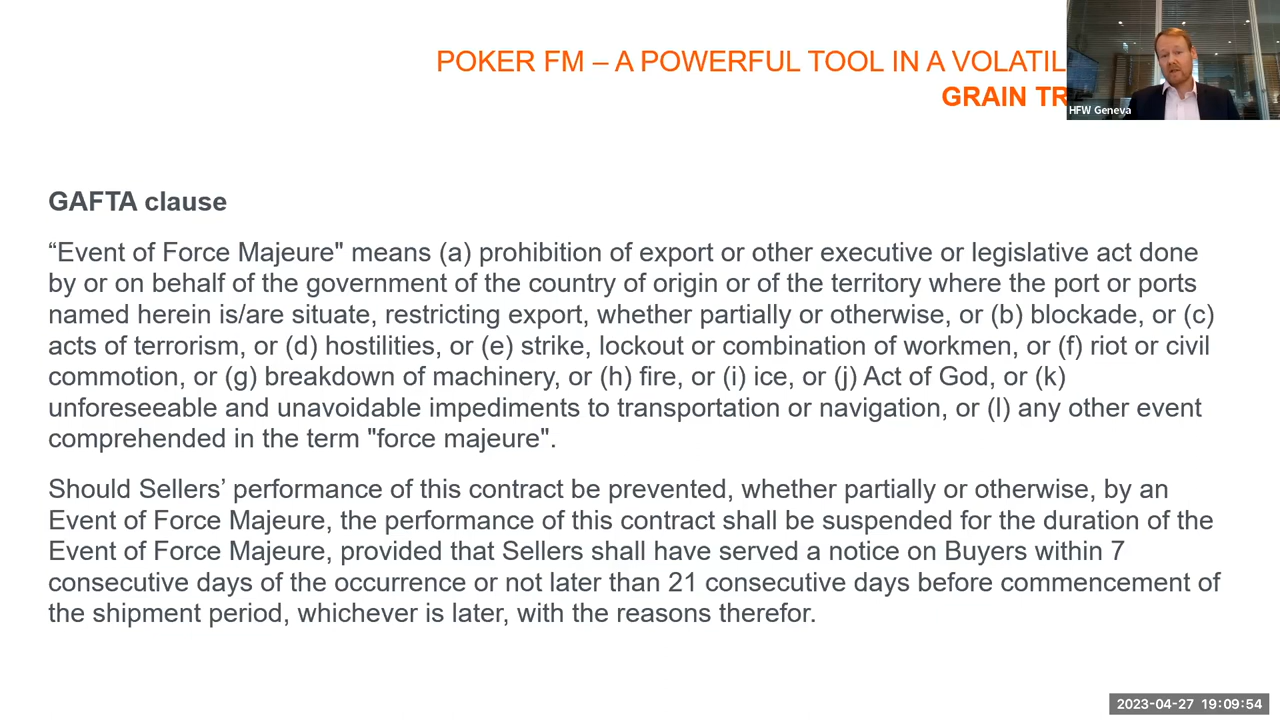 POKER FM – A POWERFUL TOOL IN A VOLATIL
GRAIN TR
HFW Geneva
GAFTA clause
“Event of Force Majeure" means (a) prohibition of export or other executive or legislative act done
by or on behalf of the government of the country of origin or of the territory where the port or ports
named herein is/are situate, restricting export, whether partially or otherwise, or (b) blockade, or (c)
acts of terrorism, or (d) hostilities, or (e) strike, lockout or combination of workmen, or (f) riot or civil
commotion, or (g) breakdown of machinery, or (h) fire, or (i) ice, or (j) Act of God, or (k)
unforeseeable and unavoidable impediments to transportation or navigation, or (l) any other event
comprehended in the term "force majeure".
Should Sellers’ performance of this contract be prevented, whether partially or otherwise, by an
Event of Force Majeure, the performance of this contract shall be suspended for the duration of the
Event of Force Majeure, provided that Sellers shall have served a notice on Buyers within 7
consecutive days of the occurrence or not later than 21 consecutive days before commencement of
the shipment period, whichever is later, with the reasons therefor.
2023-04-27 19:09:54